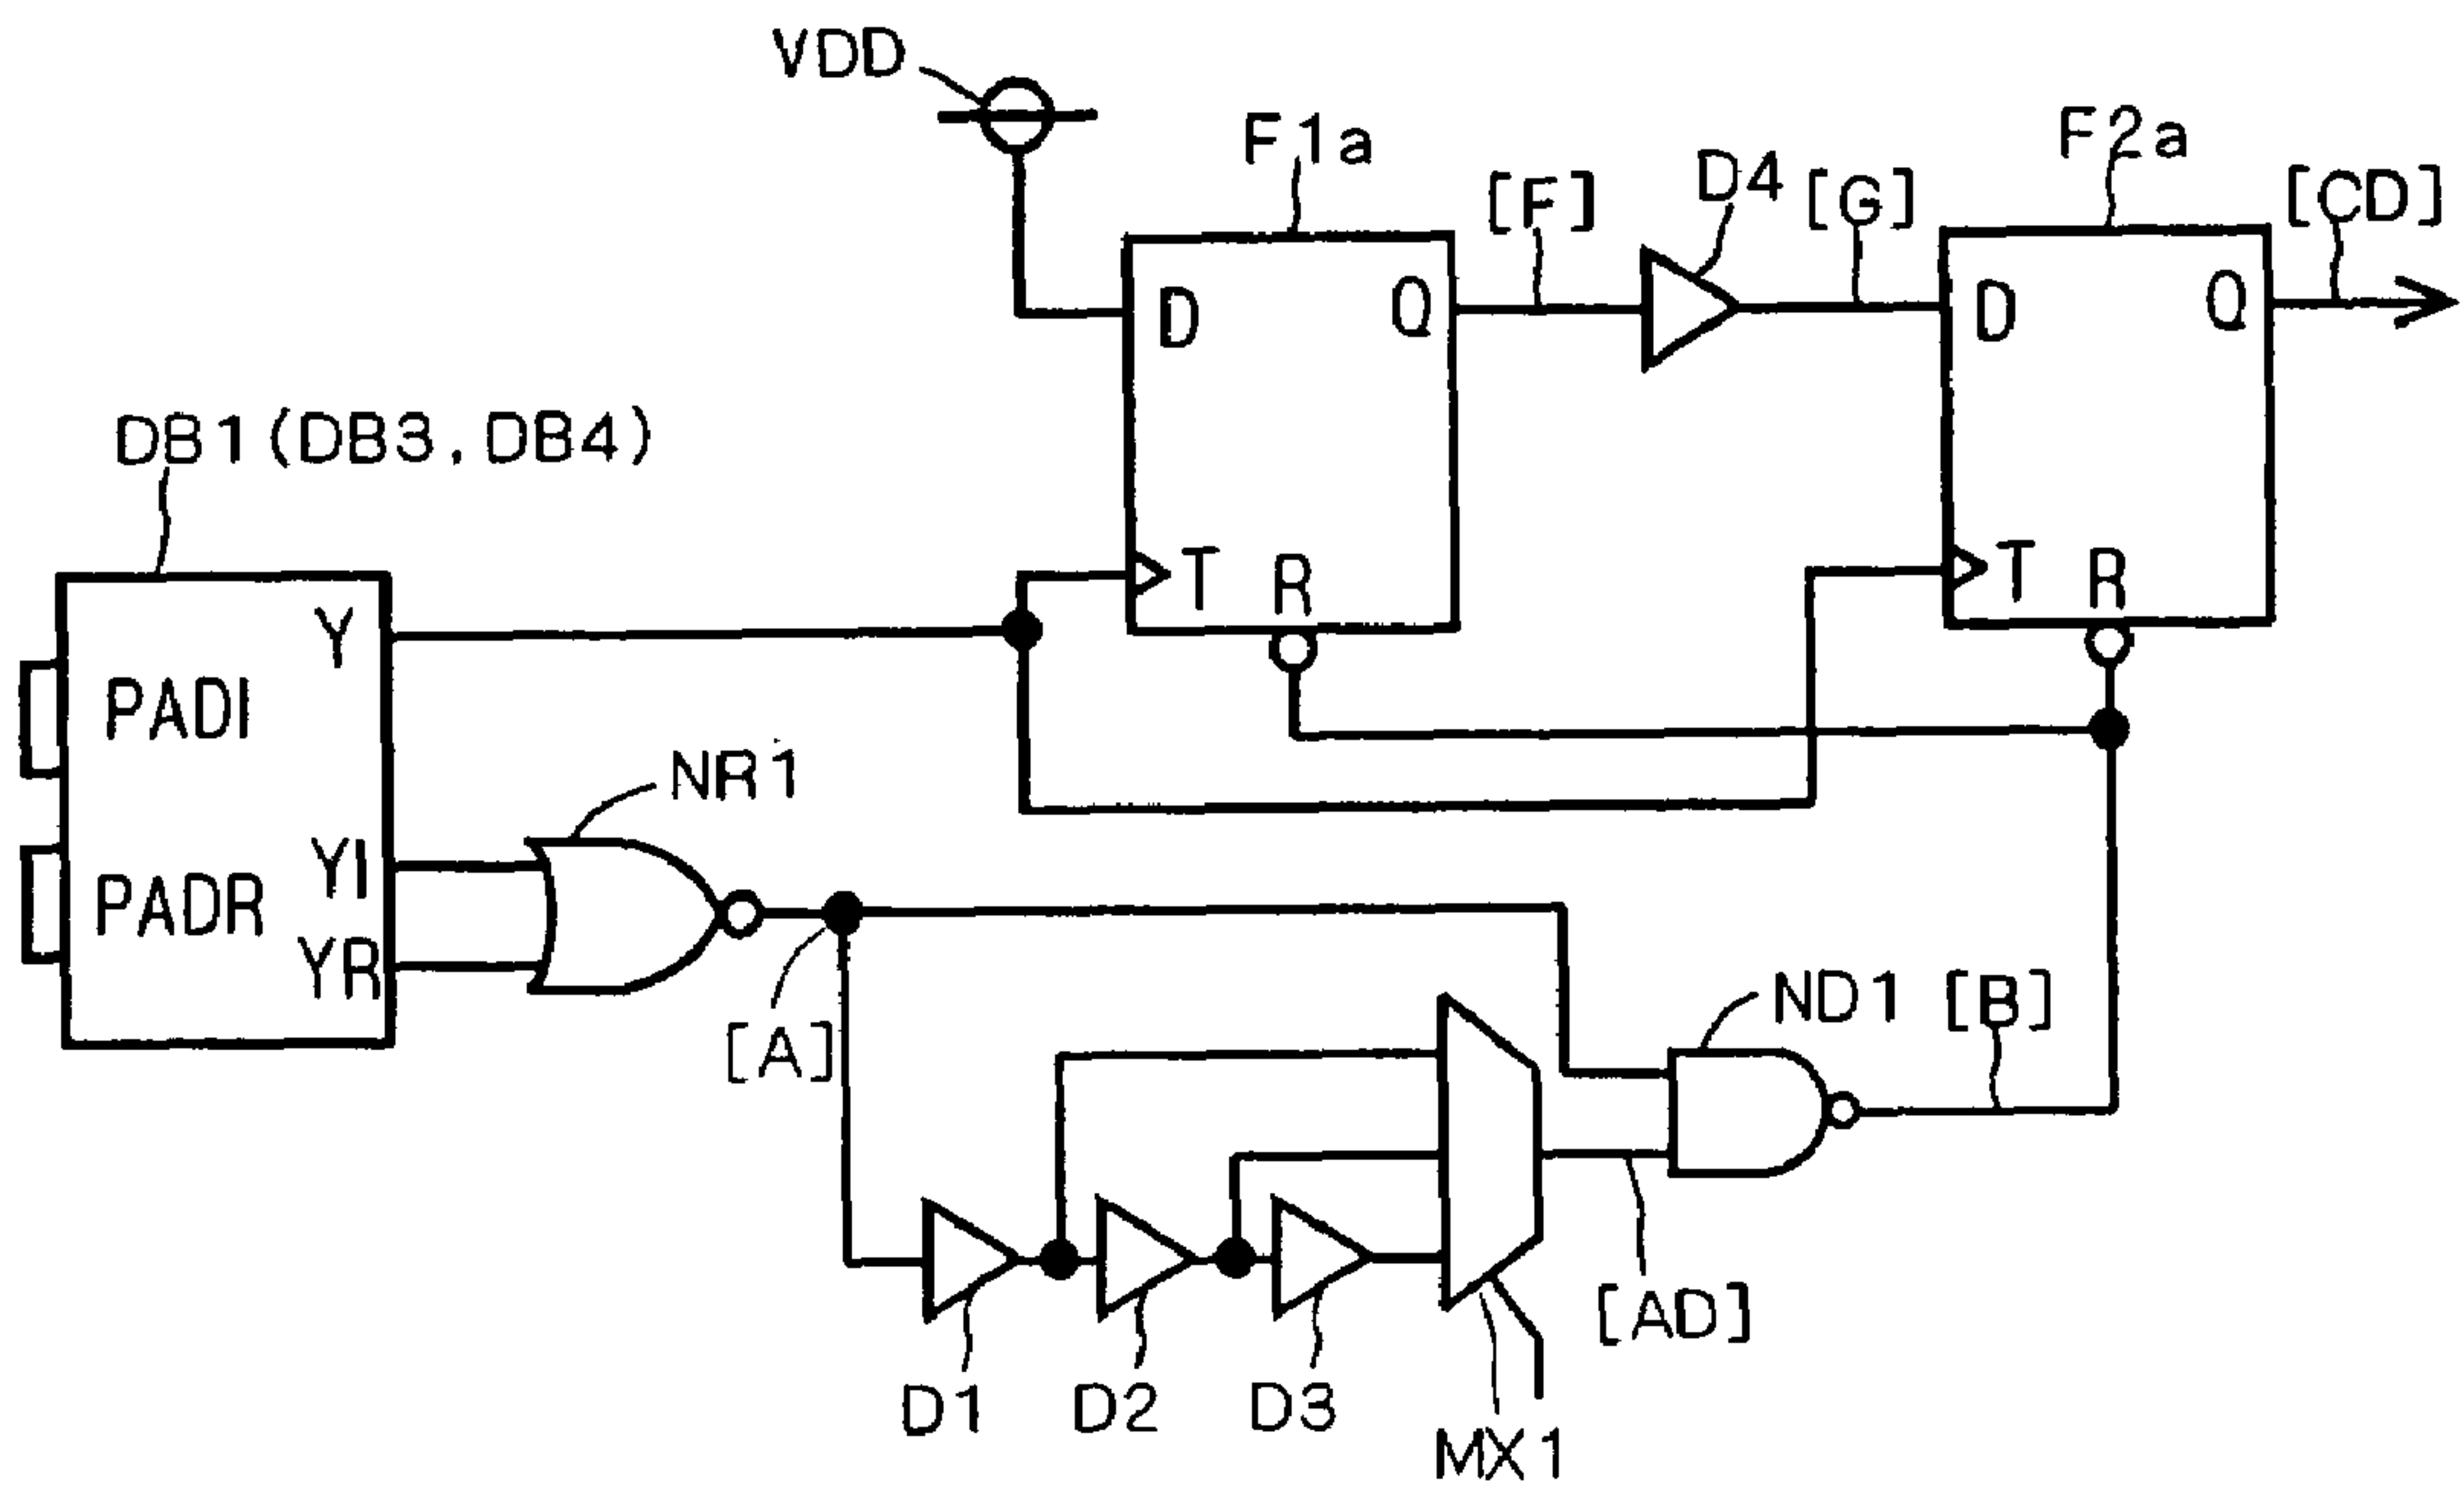 VDD
F1a
[F]
D4
[G]
F2a
[CD]
D
Q
D
Q
DB1(DB3,DB4)
T
R
T
R
Y
PADI
NR1
YI
PADR
YR
[A]
ND1
[B]
[AD]
D1
D2
D3
MX1